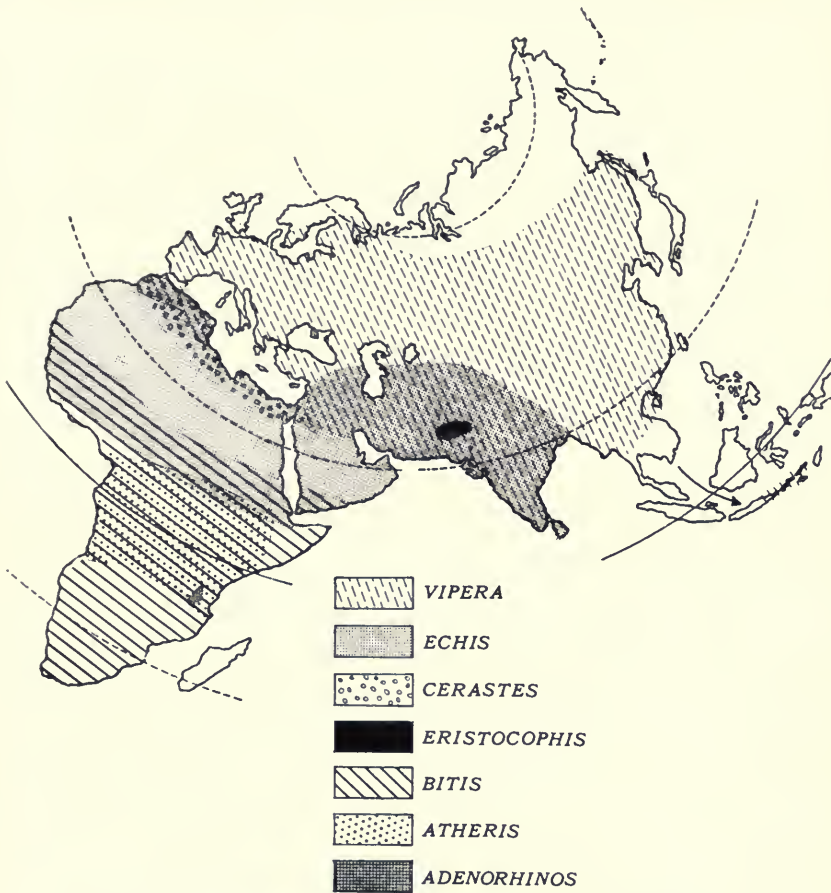 VIPERA
ECHIS
CERASTES
ERISTOCOPHIS
BITIS
ATHERIS
ADENORHINOS